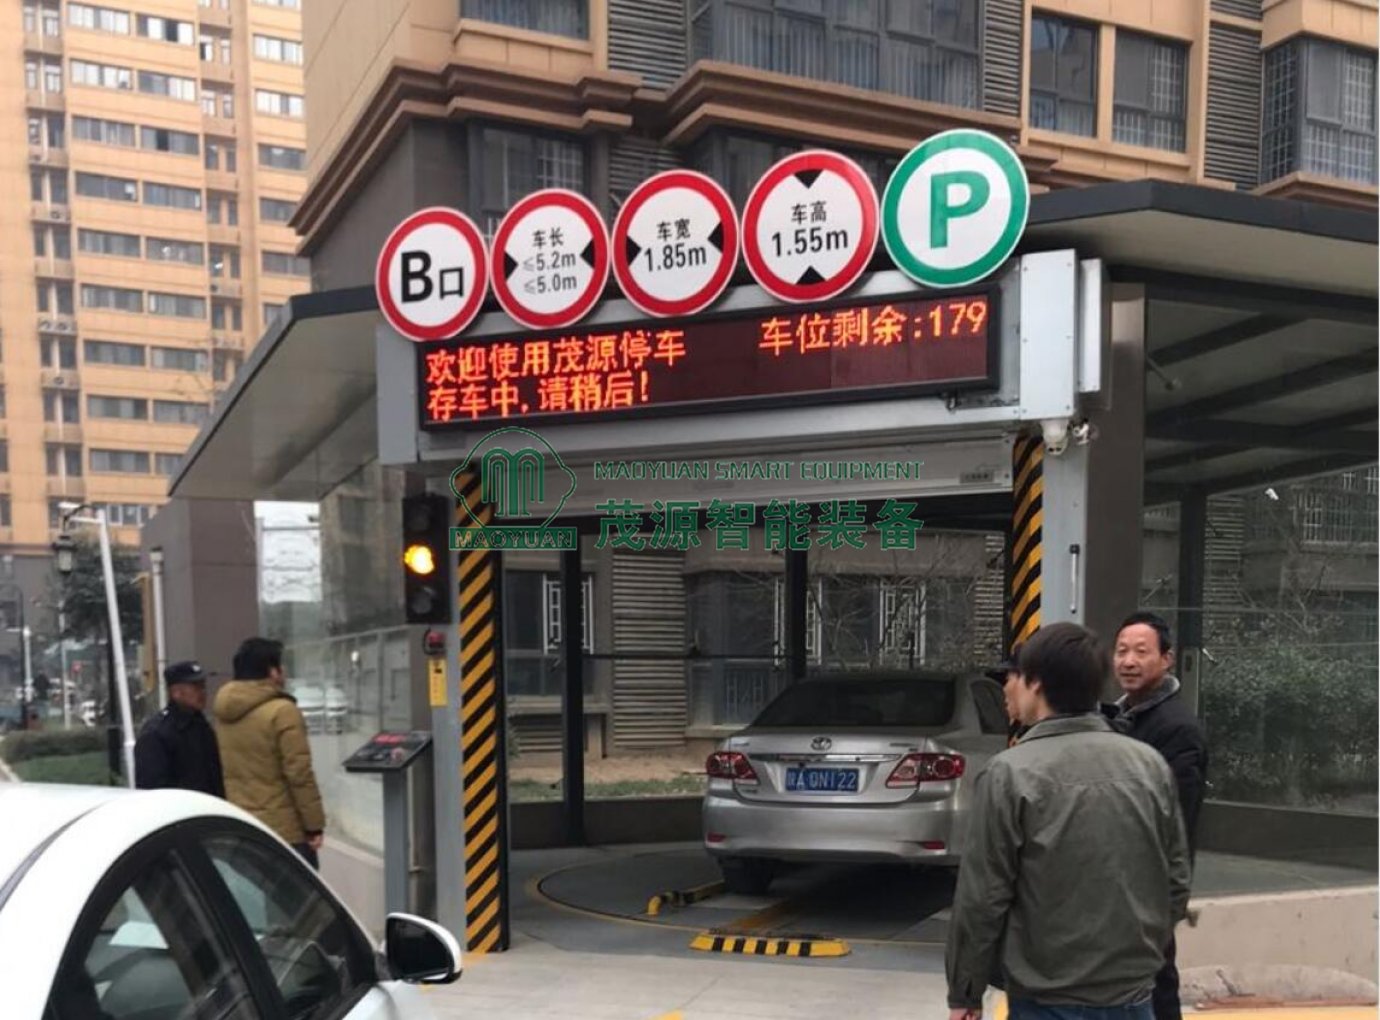 B口
车长
≤5.2m
≤5.0m
车宽
1.85m
车高
1.55m
P
欢迎使用茂源停车 车位剩余:179
存车中,请稍后!
MAOYUAN
MAOYUAN SMART EQUIPMENT
茂源智能装备